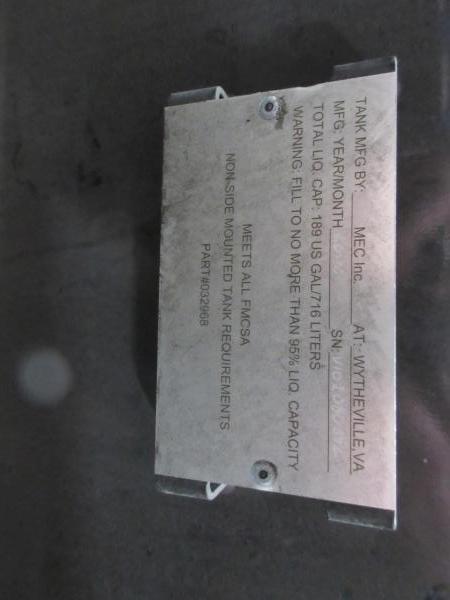 TANK MFG BY: MEC Inc. AT: WYTHEVILLE, VA
MFG: YEAR/MONTH SN:
TOTAL LIQ. CAP: 189 US GAL/716 LITERS
WARNING: FILL TO NO MORE THAN 95% LIQ. CAPACITY
MEETS ALL FMCSA
NON-SIDE MOUNTED TANK REQUIREMENTS
PART#032968